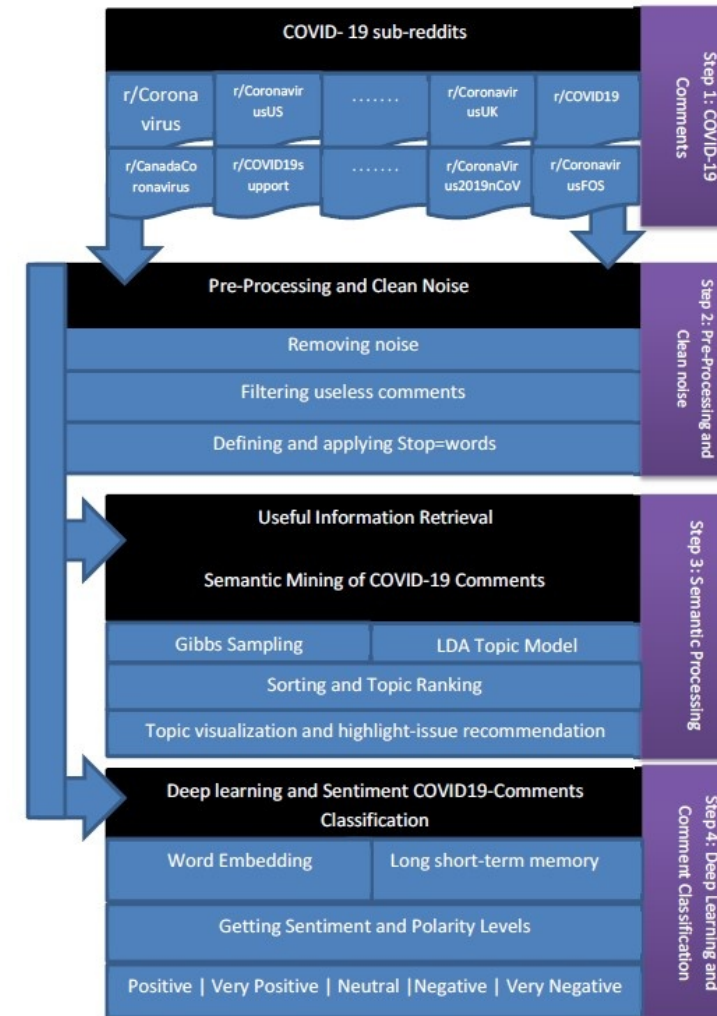 COVID- 19 sub-reddits
r/Corona
virus
r/Coronavir
usUS
.......
r/Coronavir
usUK
r/COVID19
r/CanadaCo
ronavirus
r/COVID19s
upport
.......
r/CoronaVir
us2019nCoV
r/Coronavir
usFOS
Step 1: COVID-19
Comments
Pre-Processing and Clean Noise
Removing noise
Filtering useless comments
Defining and applying Stop=words
Step 2: Pre-Processing and
Clean noise
Useful Information Retrieval
Semantic Mining of COVID-19 Comments
Gibbs Sampling
LDA Topic Model
Sorting and Topic Ranking
Topic visualization and highlight-issue recommendation
Step 3: Semantic Processing
Deep learning and Sentiment COVID19-Comments
Classification
Word Embedding
Long short-term memory
Getting Sentiment and Polarity Levels
Positive | Very Positive | Neutral |Negative | Very Negative
Step 4: Deep Learning and
Comment Classification